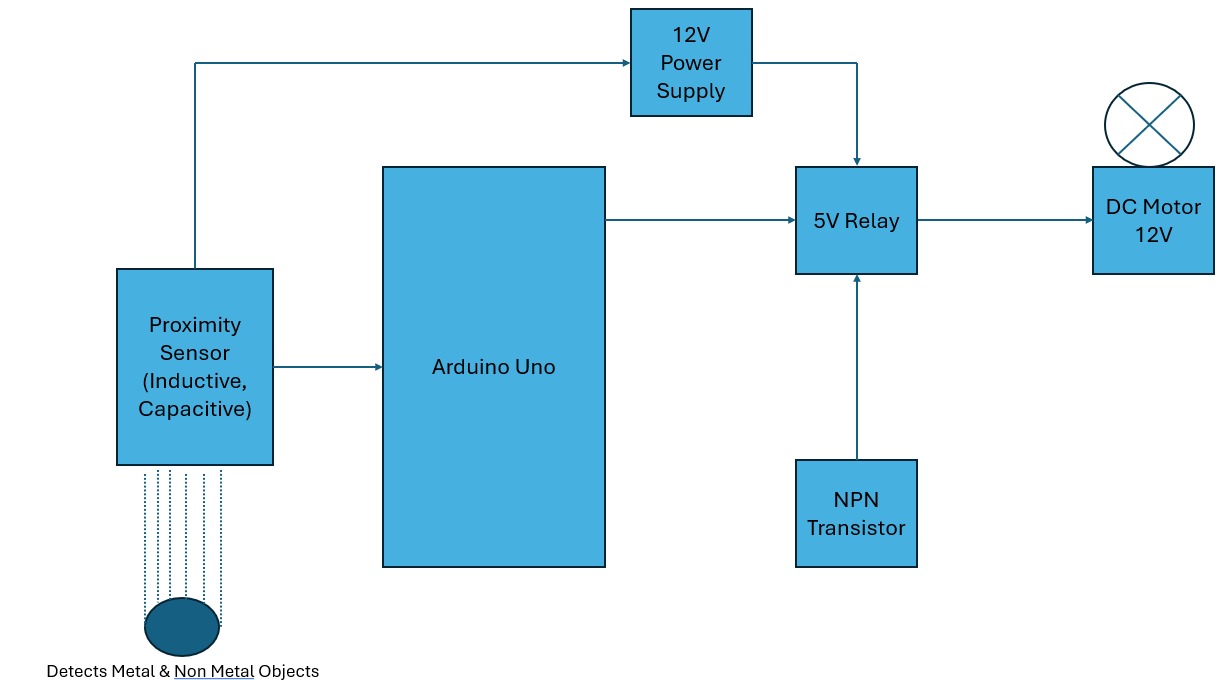 12V
Power
Supply
DC Motor
12V
5V Relay
Proximity
Sensor
(Inductive,
Capacitive)
Arduino Uno
NPN
Transistor
Detects Metal & Non Metal Objects